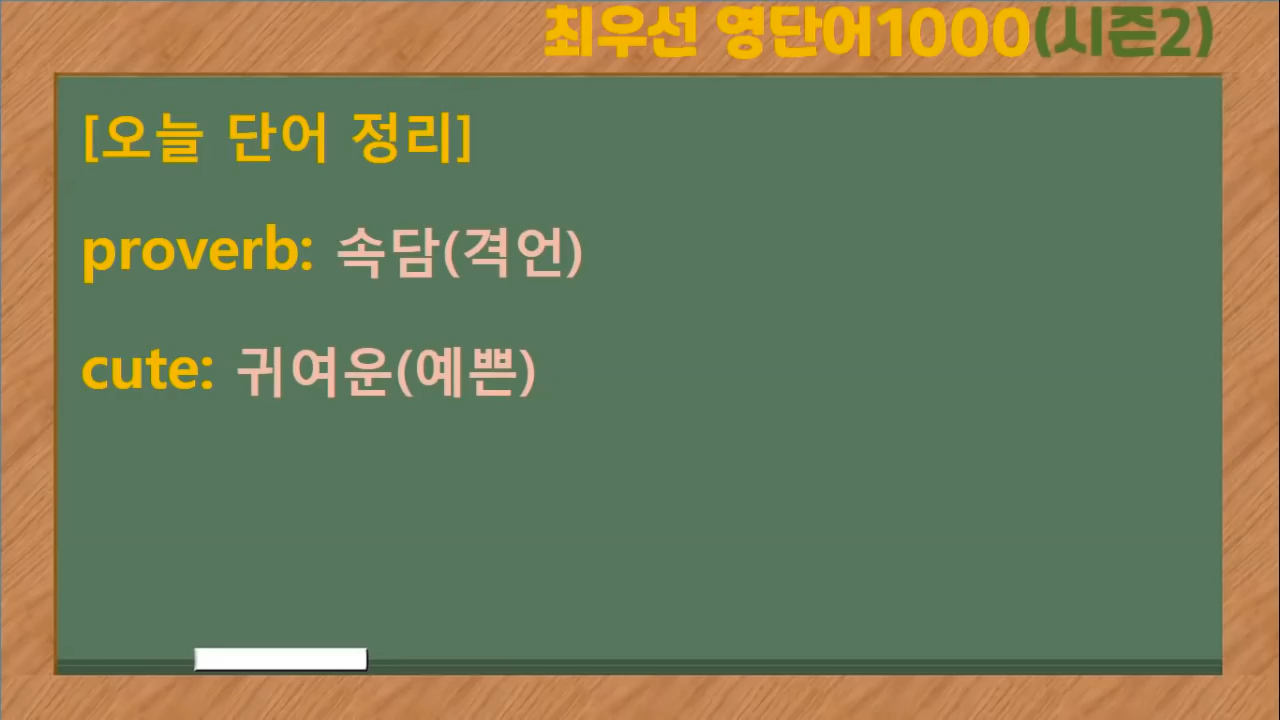 최우선 영단어1000(시즌2)
[오늘 단어 정리]
proverb: 속담(격언)
cute: 귀여운(예쁜)